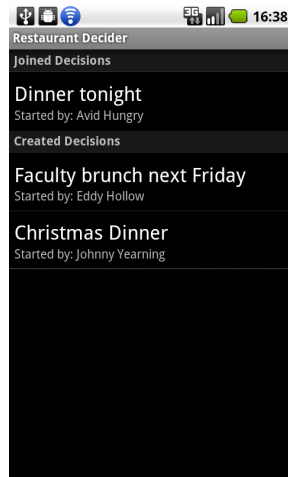 3G 16:38
Restaurant Decider
Joined Decisions
Dinner tonight
Started by: Avid Hungry
Created Decisions
Faculty brunch next Friday
Started by: Eddy Hollow
Christmas Dinner
Started by: Johnny Yearning